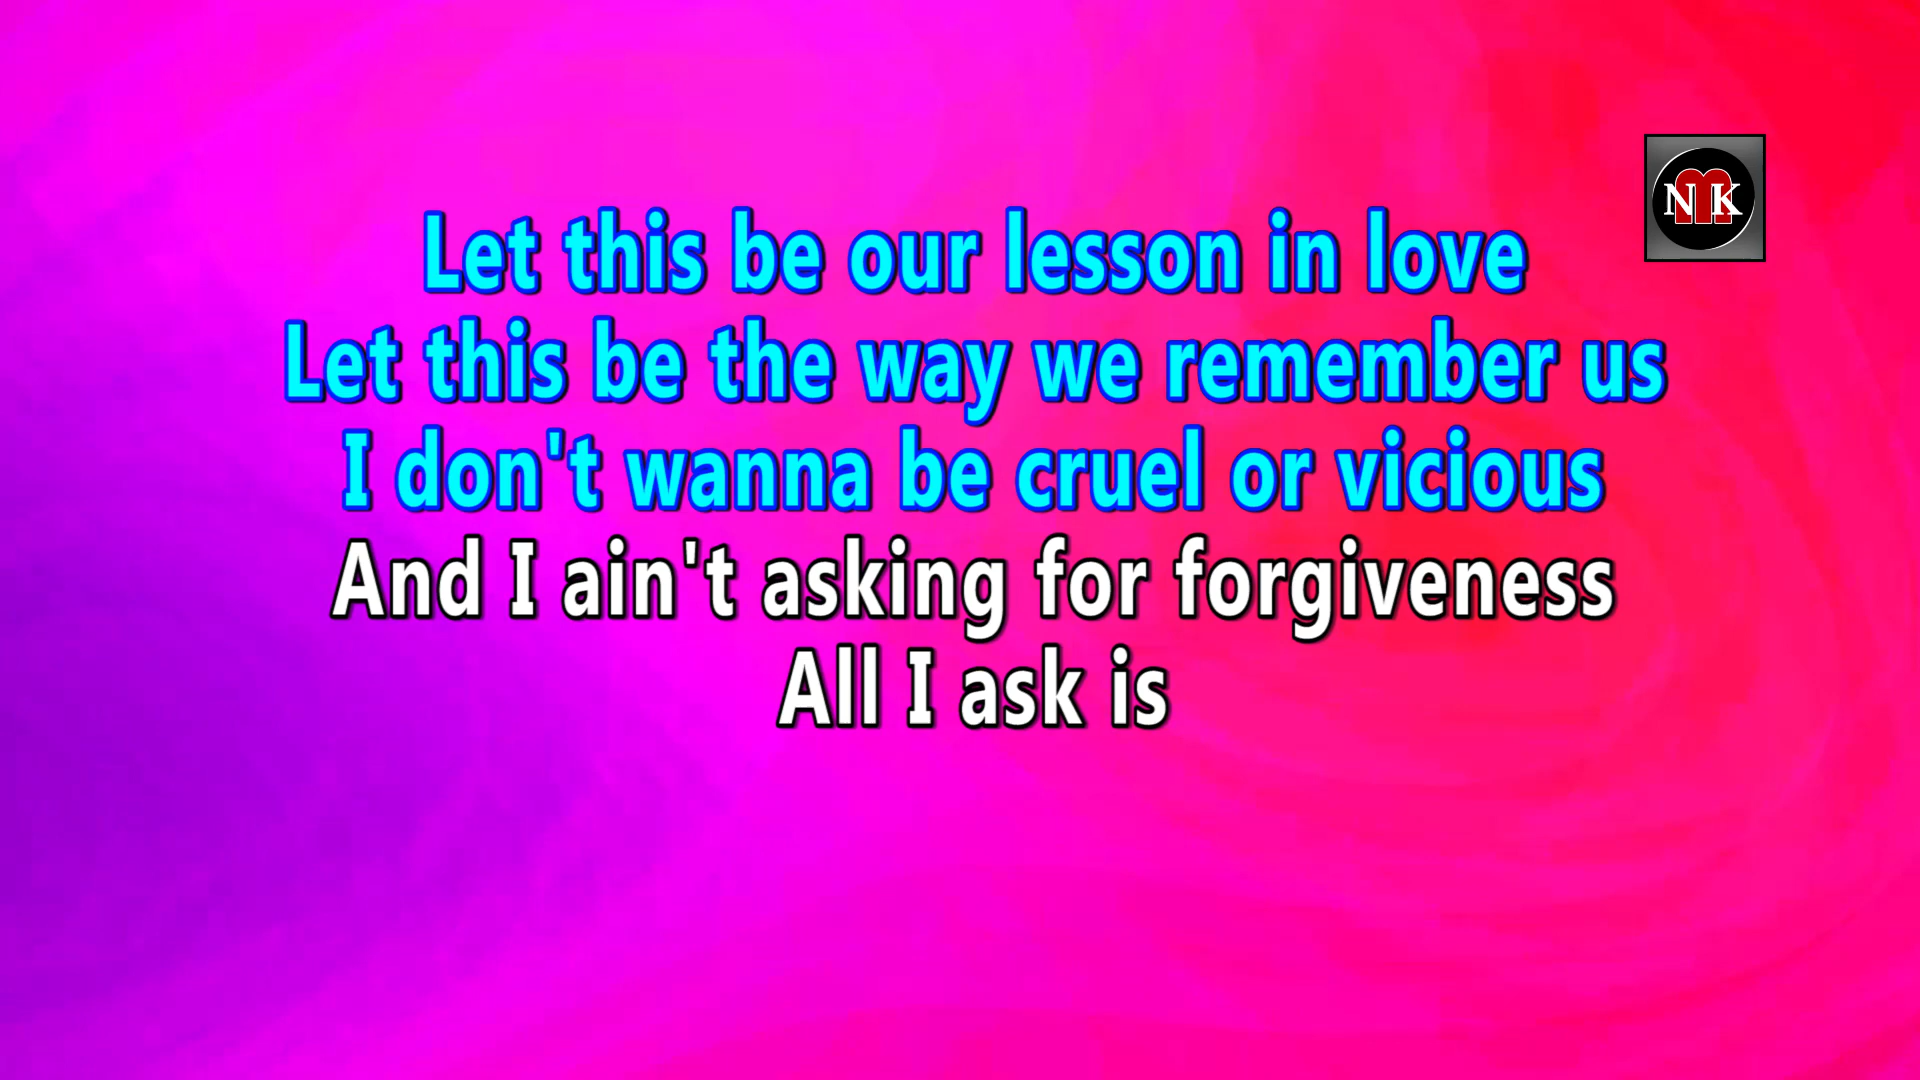 NMK
Let this be our lesson in love
Let this be the way we remember us
I don't wanna be cruel or vicious
And I ain't asking for forgiveness
All I ask is